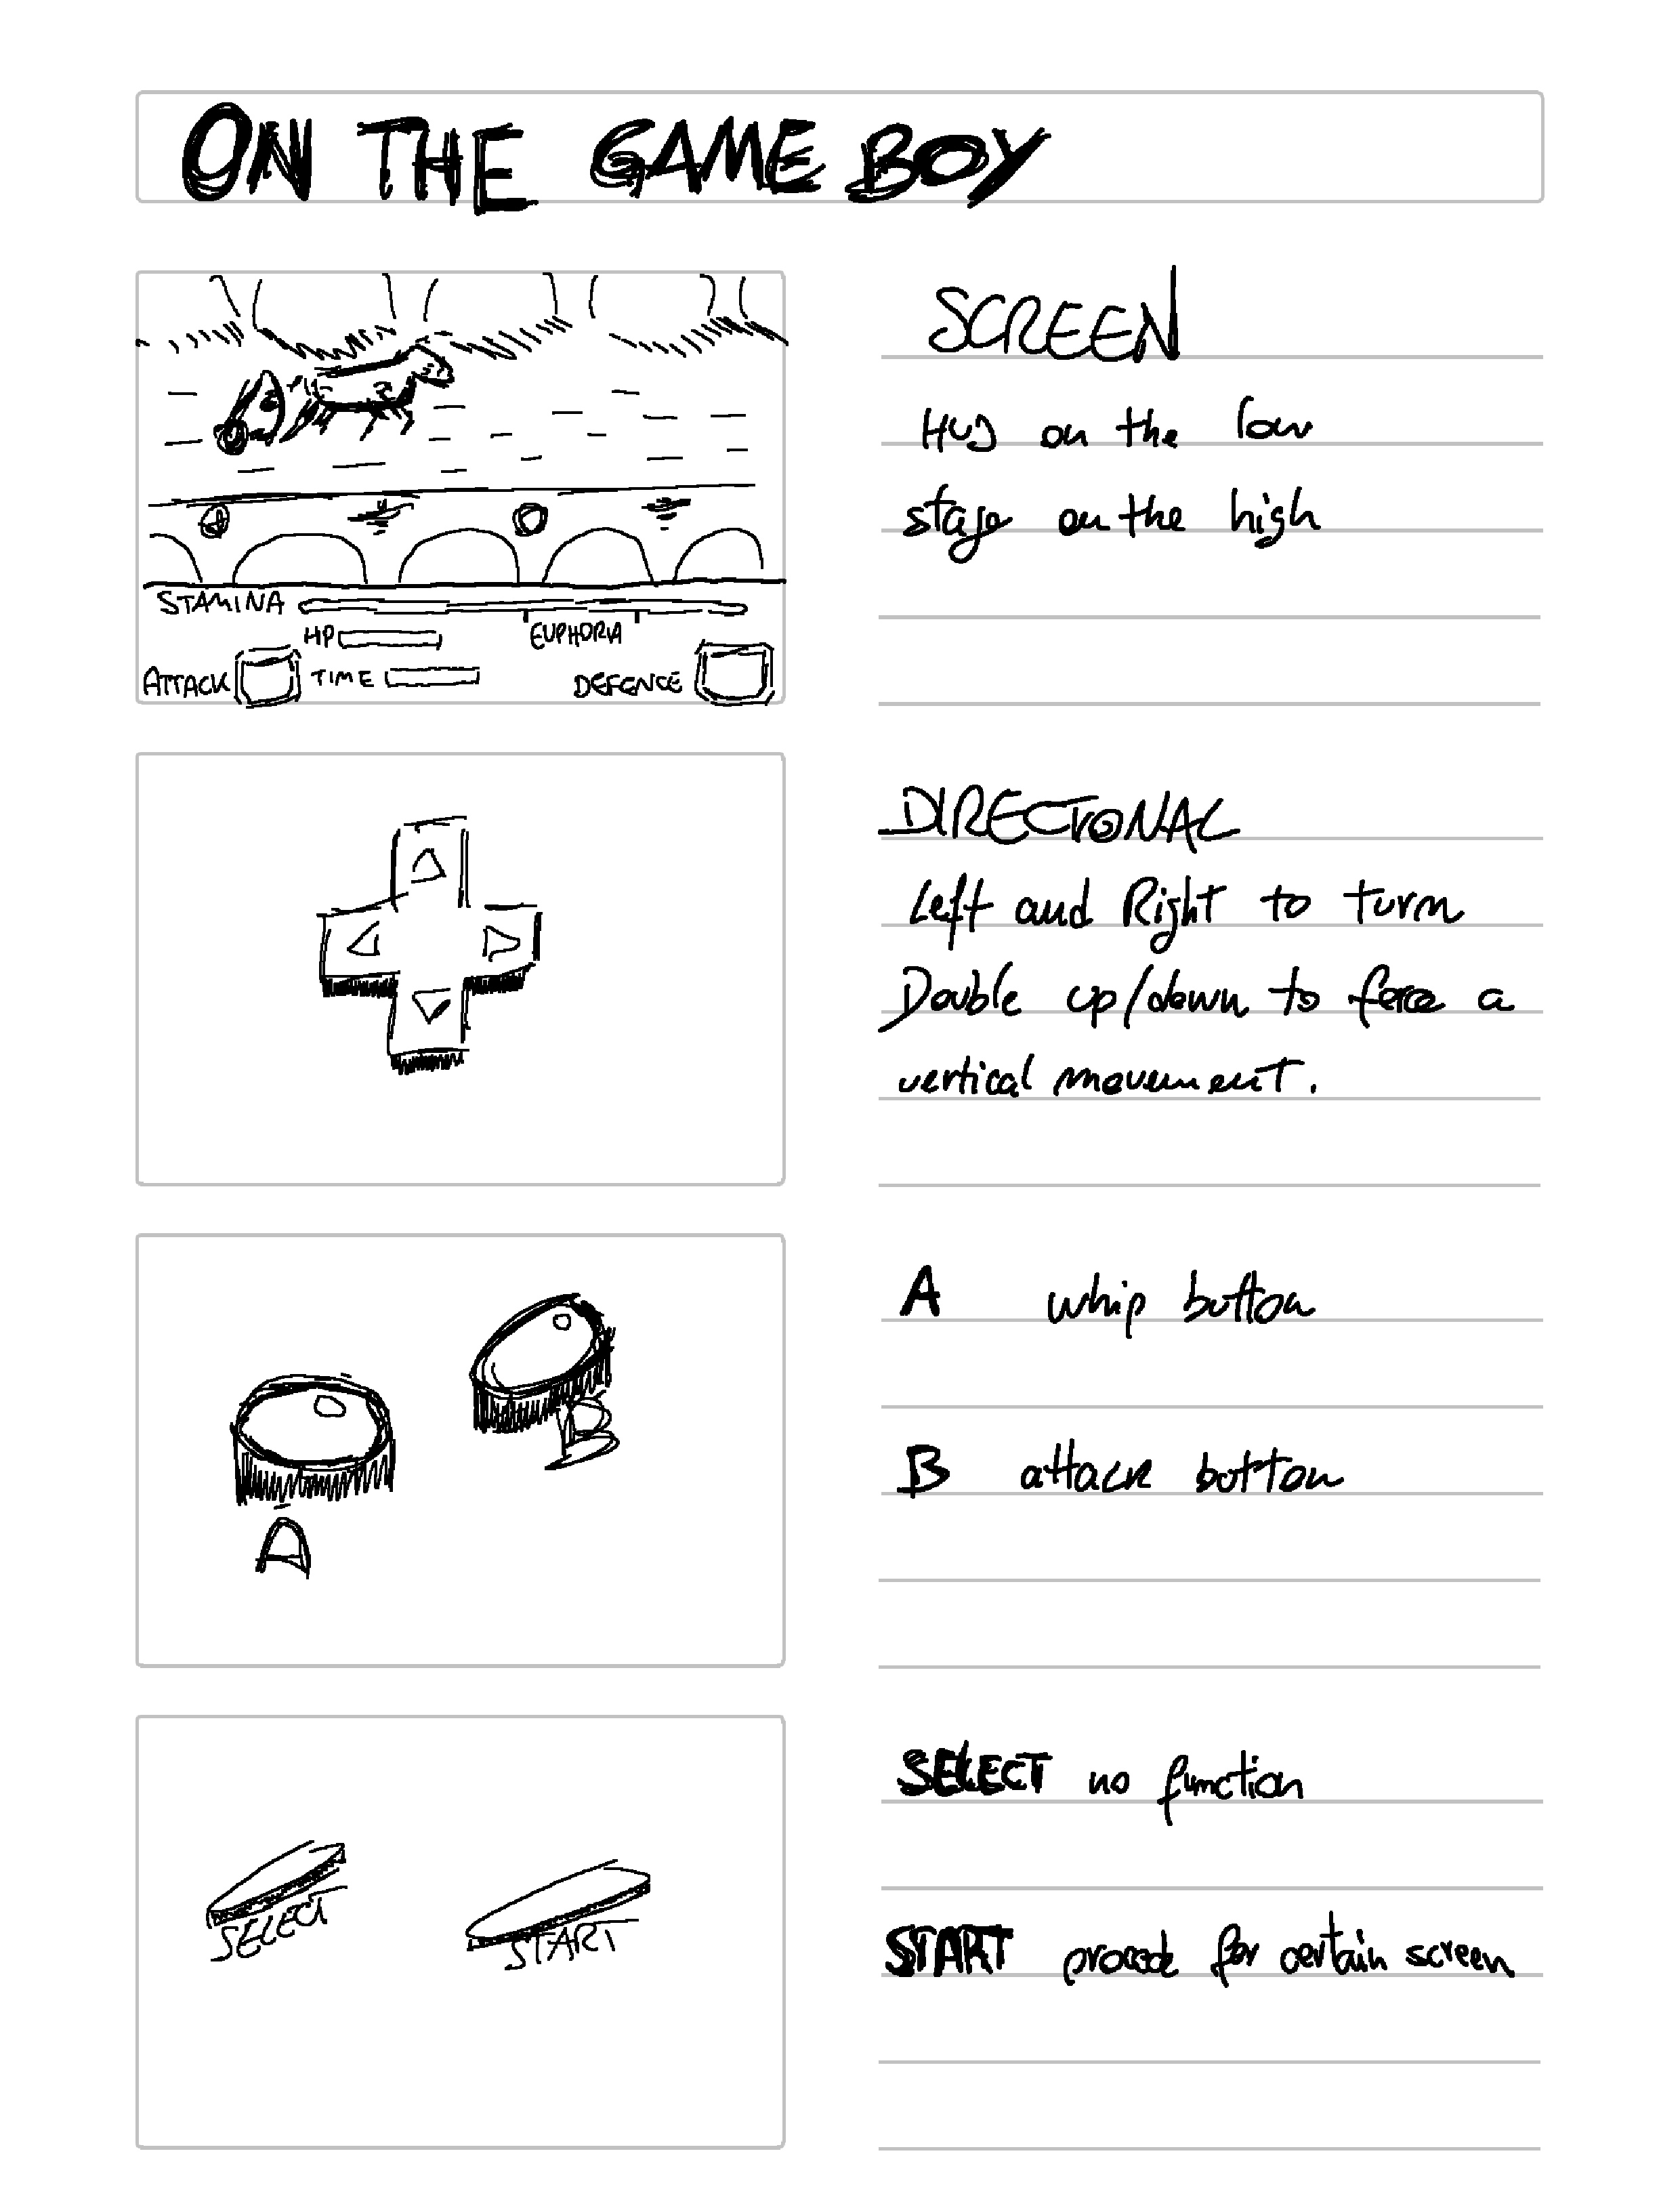 ON THE GAME BOY
SCREEN
HUD on the low
stage on the high
STAMINA
HP
EUPHORIA
ATTACK
TIME
DEFENCE
DIRECTIONAL
Left and Right to turn
Double up/down to force a
vertical movement.
A whip button
B attack button
B
A
SELECT no function
SELECT
START
START procede for certain screen